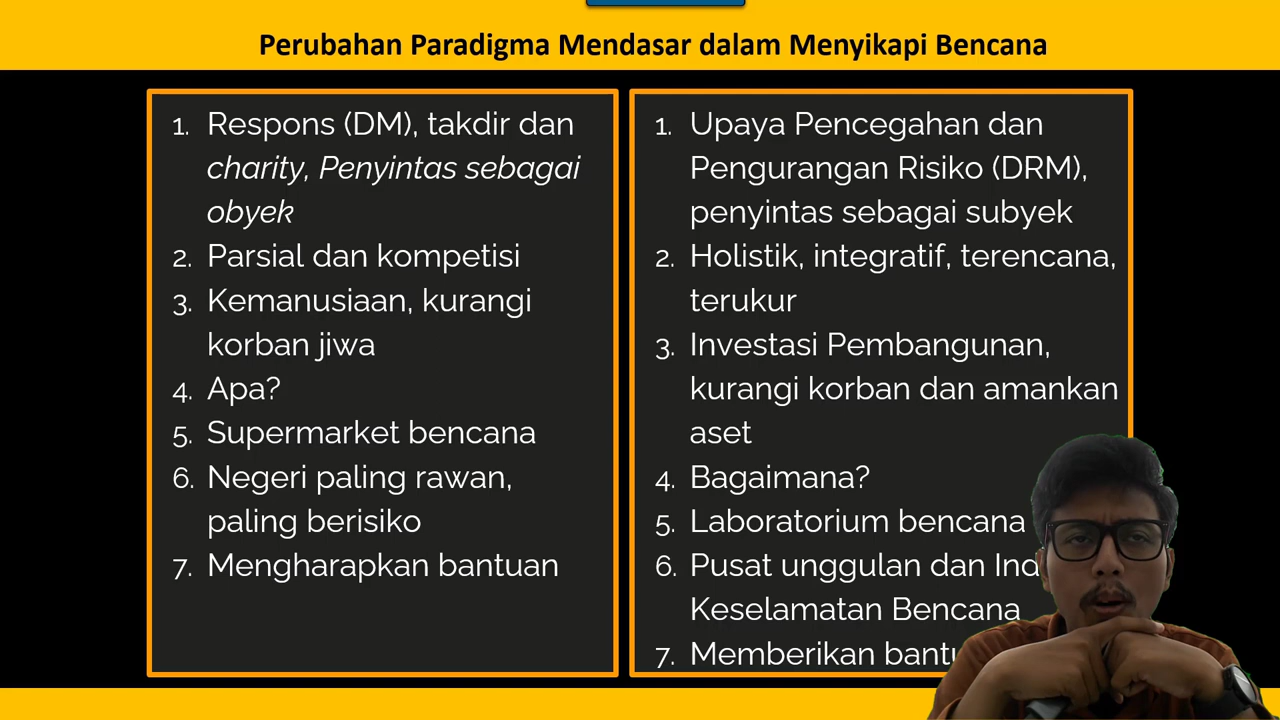 Perubahan Paradigma Mendasar dalam Menyikapi Bencana
1. Respons (DM), takdir dan
charity, Penyintas sebagai
obyek
2. Parsial dan kompetisi
3. Kemanusiaan, kurangi
korban jiwa
4. Apa?
5. Supermarket bencana
6. Negeri paling rawan,
paling berisiko
7. Mengharapkan bantuan
1. Upaya Pencegahan dan
Pengurangan Risiko (DRM),
penyintas sebagai subyek
2. Holistik, integratif, terencana,
terukur
3. Investasi Pembangunan,
kurangi korban dan amankan
aset
4. Bagaimana?
5. Laboratorium bencana
6. Pusat unggulan dan
Keselamatan Bencana
7. Memberikan